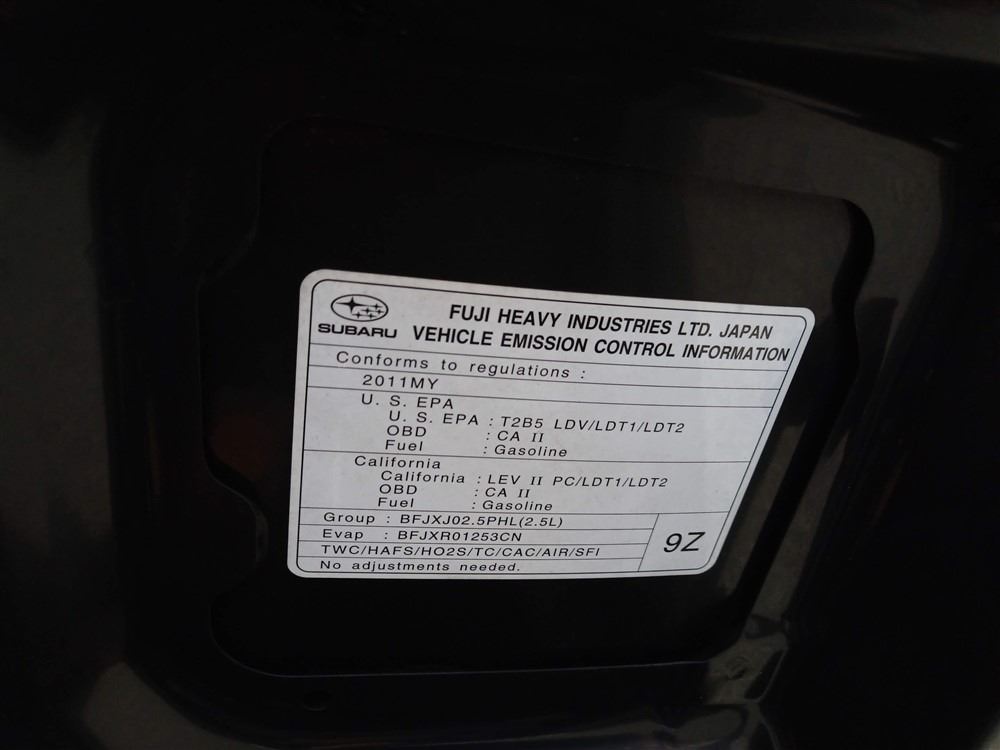 SUBARU
FUJI HEAVY INDUSTRIES LTD. JAPAN
VEHICLE EMISSION CONTROL INFORMATION
Conforms to regulations :
2011MY
U. S. EPA
U. S. EPA : T2B5 LDV/LDT1/LDT2
OBD : CA II
Fuel : Gasoline
California
California : LEV II PC/LDT1/LDT2
OBD : CA II
Fuel : Gasoline
Group : BFJXJ02.5PHL(2.5L)
Evap : BFJXR01253CN
TWC/HAFS/HO2S/TC/CAC/AIR/SFI
No adjustments needed.
9Z